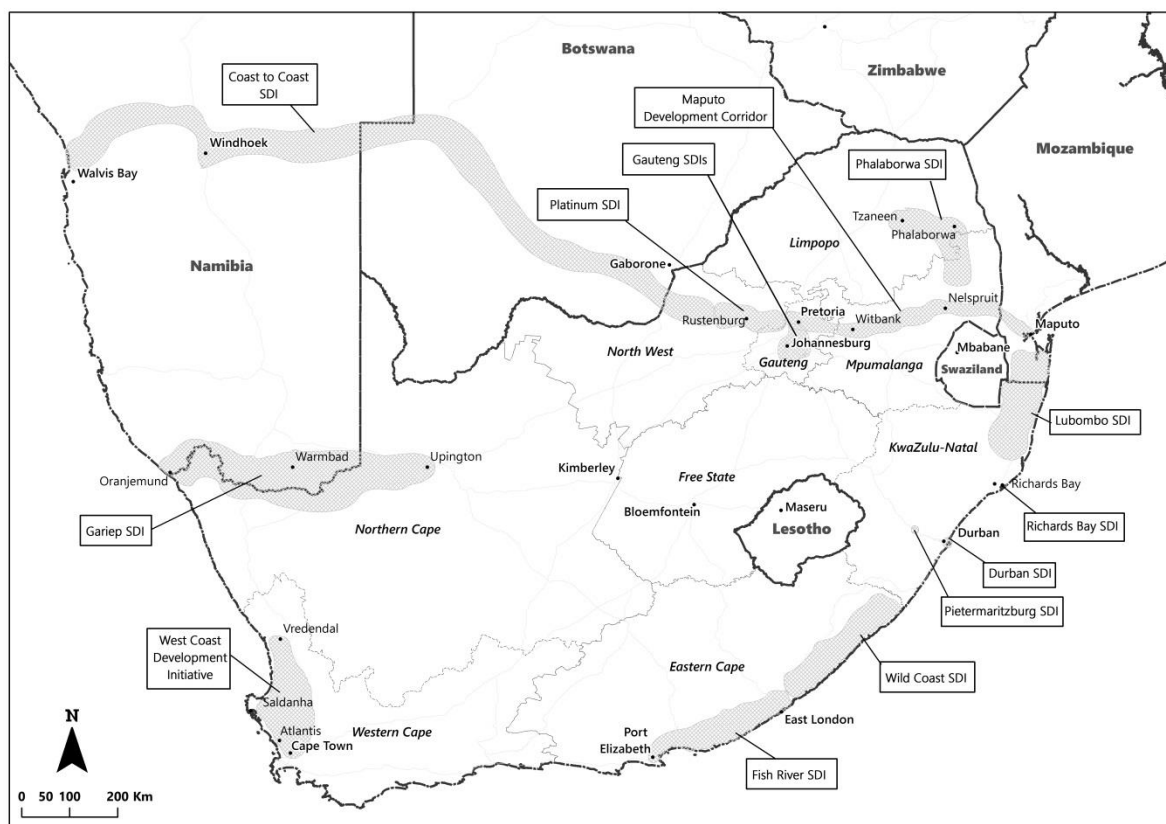 Botswana
Zimbabwe
Coast to Coast
SDI
Maputo
Development Corridor
Windhoek
Gauteng SDIs
Phalaborwa SDI
Mozambique
Walvis Bay
Platinum SDI
Tzaneen
Phalaborwa
Limpopo
Namibia
Gaborone
Nelspruit
Rustenburg
Pretoria
Witbank
Maputo
Johannesburg
Mbabane
North West
Gauteng
Mpumalanga
Swaziland
Lubombo SDI
KwaZulu-Natal
Warmbad
Upington
Kimberley
Oranjemund
Free State
Richards Bay
Bloemfontein
Maseru
Gariep SDI
Northern Cape
Lesotho
Richards Bay SDI
Durban
Durban SDI
Pietermaritzburg SDI
Vredendal
West Coast
Development
Initiative
Eastern Cape
Wild Coast SDI
Saldanha
East London
Atlantis
Cape Town
Western Cape
Port
Elizabeth
Fish River SDI
N
0 50 100 200 Km